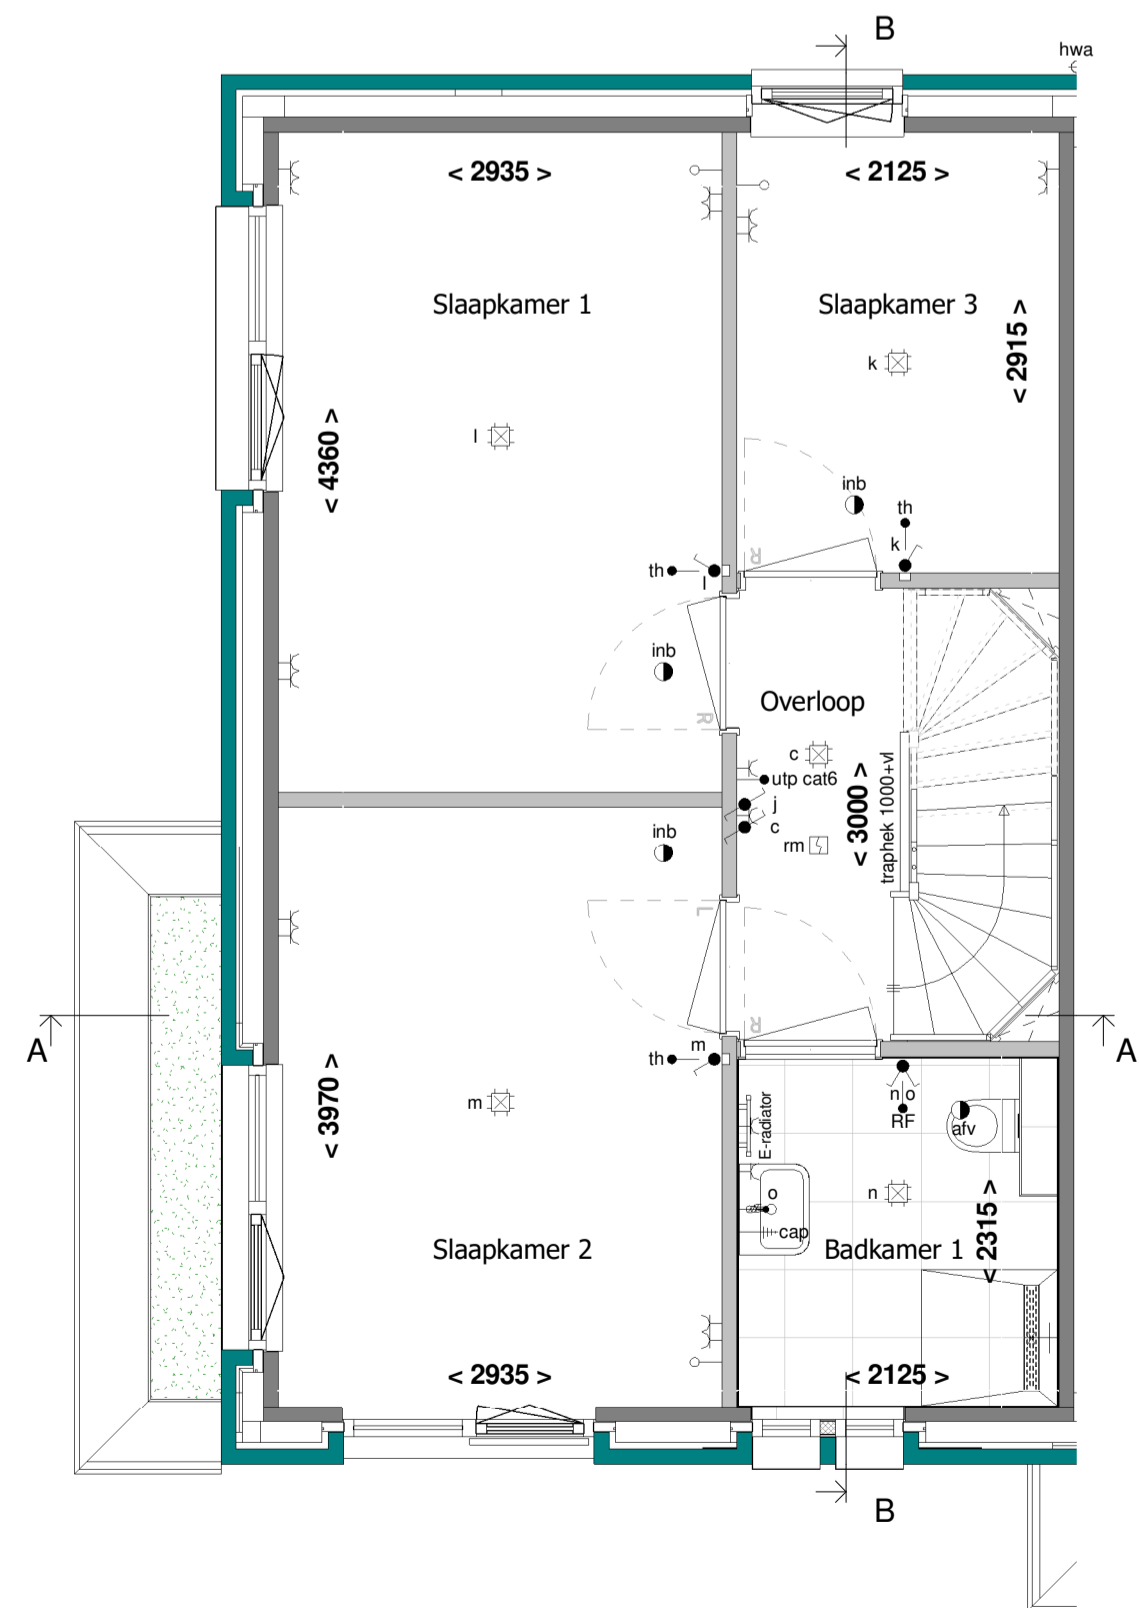 B
hwa
< 2935 >
< 2125 >
Slaapkamer 1
Slaapkamer 3
< 2915 >
k
l
< 4360 >
inb
th
k
R
th
l
inb
R
Overloop
c
utp cat6
j
c
< 3000 >
traphek 1000+vl
rm
inb
L
R
A
A
th
m
m
< 3970 >
n o
RF
afv
E-radiator
o
n
cap
< 2315 >
Slaapkamer 2
Badkamer 1
< 2935 >
< 2125 >
B